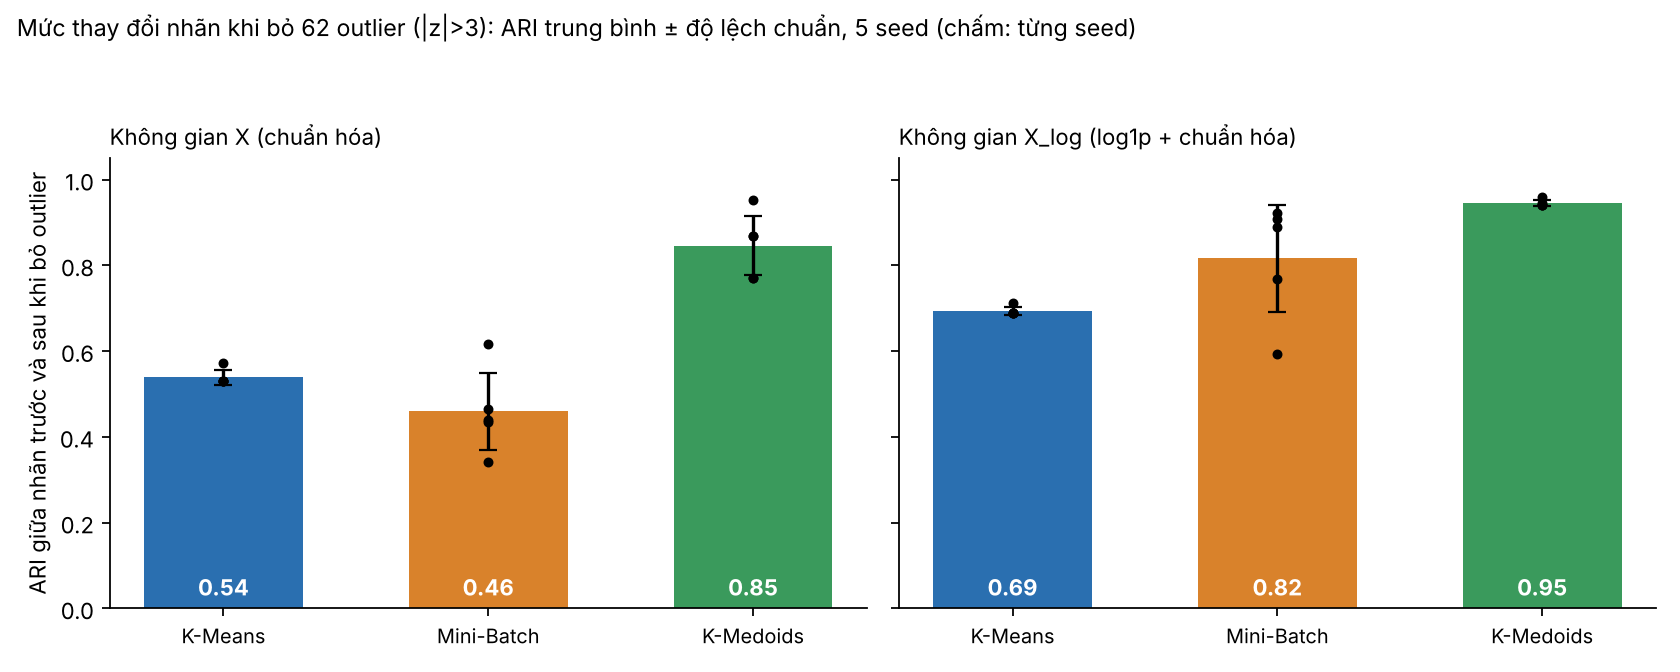 Mức thay đổi nhãn khi bỏ 62 outlier (|z|>3): ARI trung bình ± độ lệch chuẩn, 5 seed (chấm: từng seed)
Không gian X (chuẩn hóa)
ARI giữa nhãn trước và sau khi bỏ outlier
1.0
0.8
0.6
0.4
0.2
0.0
0.54
0.46
0.85
K-Means
Mini-Batch
K-Medoids
Không gian X_log (log1p + chuẩn hóa)
0.69
0.82
0.95
K-Means
Mini-Batch
K-Medoids